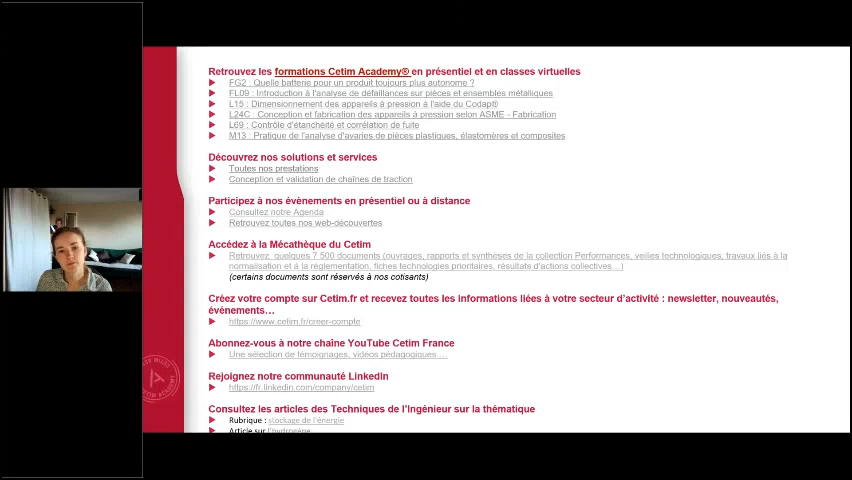 Retrouvez les formations Cetim Academy® en présentiel et en classes virtuelles
FG2 : Quelle batterie pour un produit toujours plus autonome ?
FL09 : Introduction à l'analyse de défaillances sur pièces et ensembles métalliques
L15 : Dimensionnement des appareils à pression à l'aide du Codap®
L24C : Conception et fabrication des appareils à pression selon ASME - Fabrication
L69 : Contrôle d'étanchéité et corrélation de fuite
M13 : Pratique de l'analyse d'avaries de pièces plastiques, élastomères et composites
Découvrez nos solutions et services
Toutes nos prestations
Conception et validation de chaînes de traction
Participez à nos évènements en présentiel ou à distance
Consultez notre Agenda
Retrouvez toutes nos web-découvertes
Accédez à la Mécathèque du Cetim
Retrouvez quelques 7 500 documents (ouvrages, rapports et synthèses de la collection Performances, veilles technologiques, travaux liés à la
normalisation et à la réglementation, fiches technologies prioritaires, résultats d'actions collectives…)
(certains documents sont réservés à nos cotisants)
Créez votre compte sur Cetim.fr et recevez toutes les informations liées à votre secteur d'activité : newsletter, nouveautés,
événements…
https://www.cetim.fr/creer-compte
Abonnez-vous à notre chaîne YouTube Cetim France
Une sélection de témoignages, vidéos pédagogiques ….
Rejoignez notre communauté LinkedIn
https://fr.linkedin.com/company/cetim
Consultez les articles des Techniques de l'Ingénieur sur la thématique
Rubrique : stockage de l'énergie
Article sur l'hydrogène